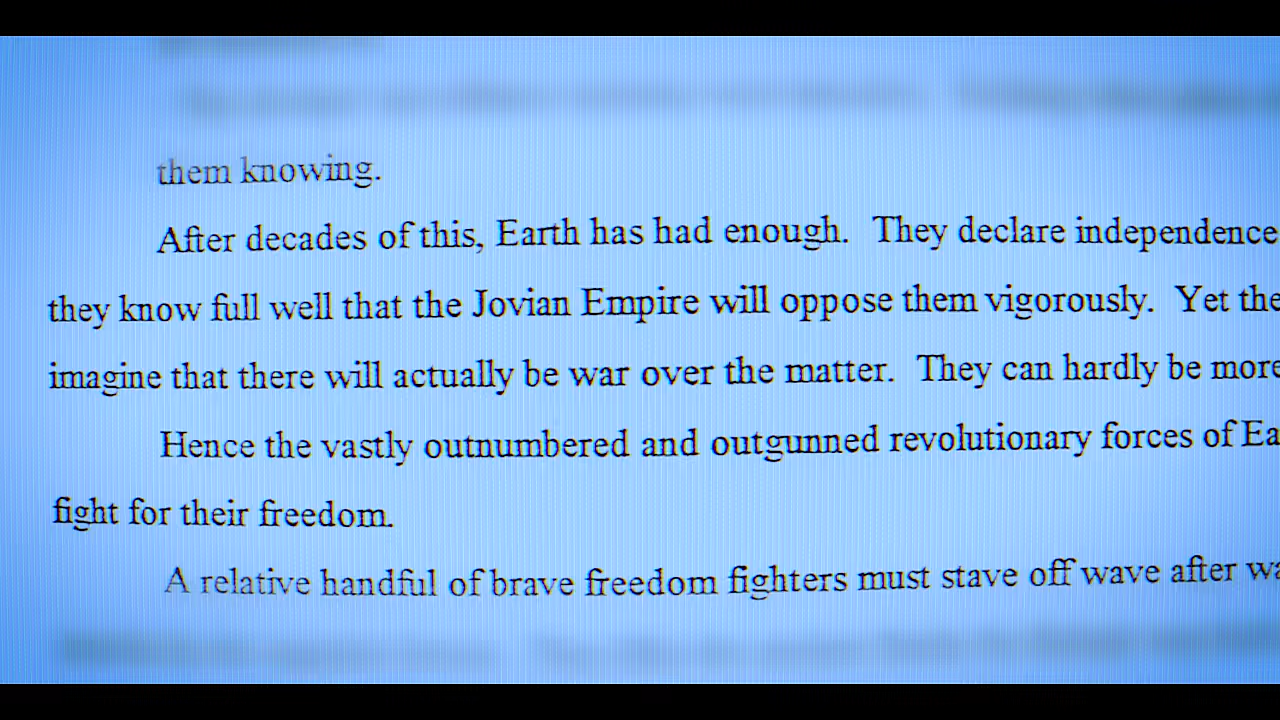 them knowing.
After decades of this, Earth has had enough. They declare independence
they know full well that the Jovian Empire will oppose them vigorously. Yet
imagine that there will actually be war over the matter. They can hardly be more
Hence the vastly outnumbered and outgunned revolutionary forces of
fight for their freedom.
A relative handful of brave freedom fighters must stave off wave after